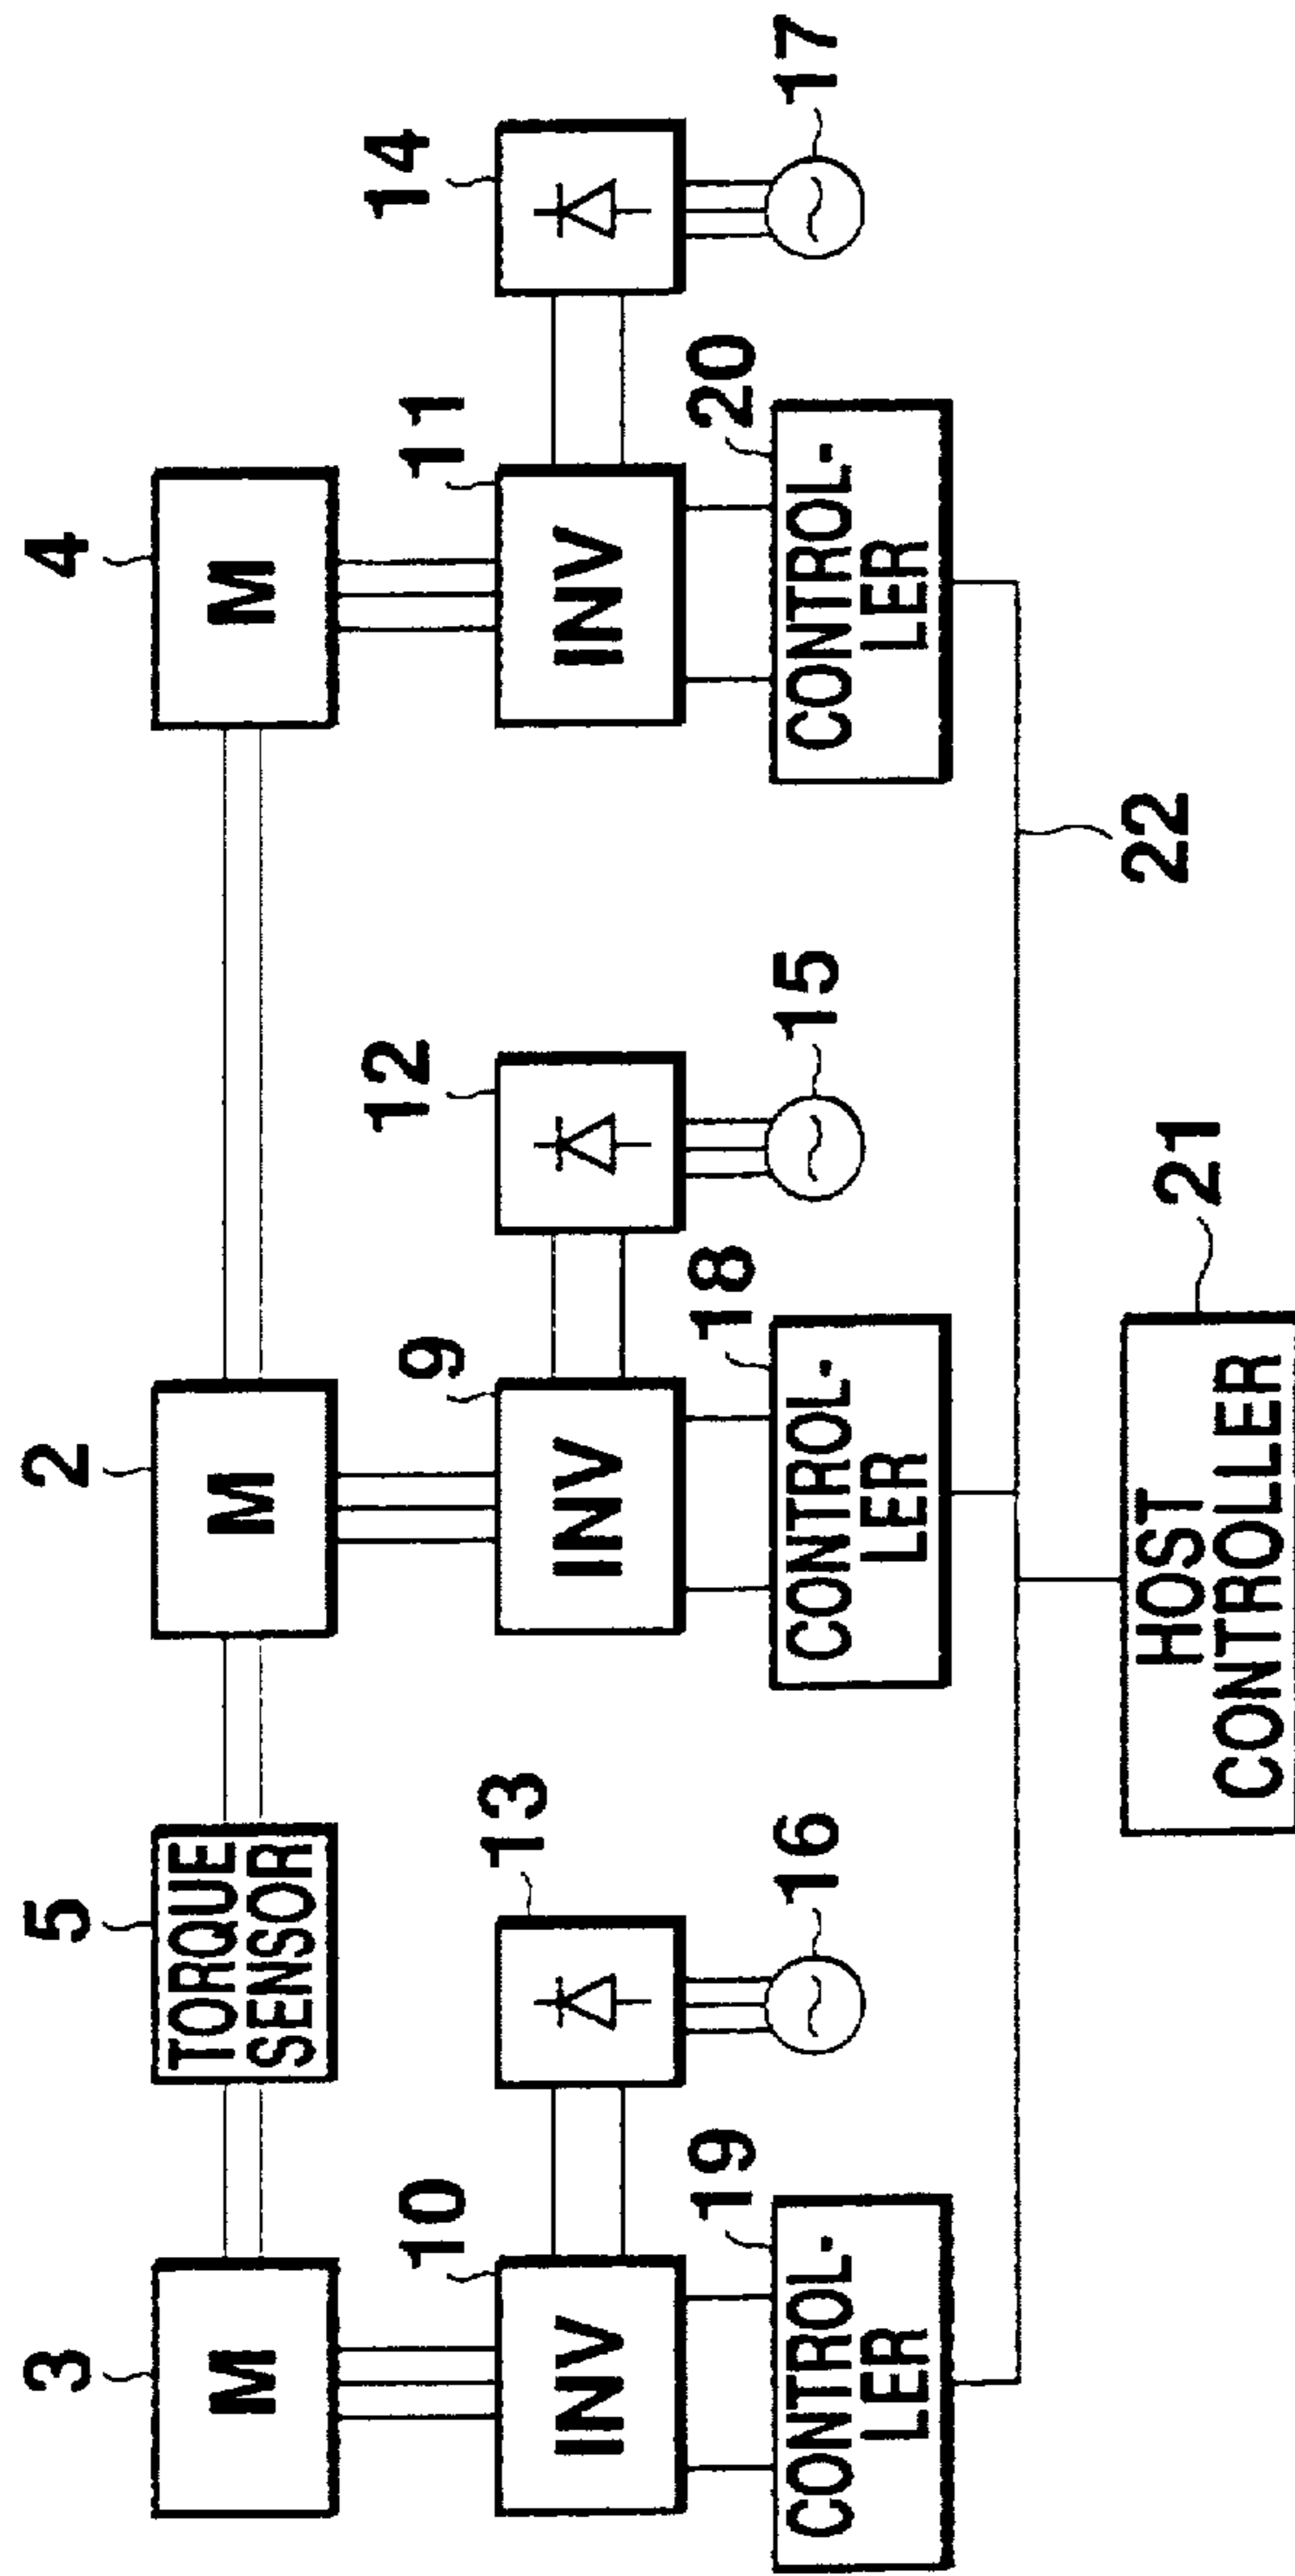 3
5
2
4
M
TORQUE
SENSOR
M
M
10
13
9
12
11
14
INV
INV
INV
19
16
18
15
20
17
CONTROL-
LER
CONTROL-
LER
CONTROL-
LER
22
21
HOST
CONTROLLER